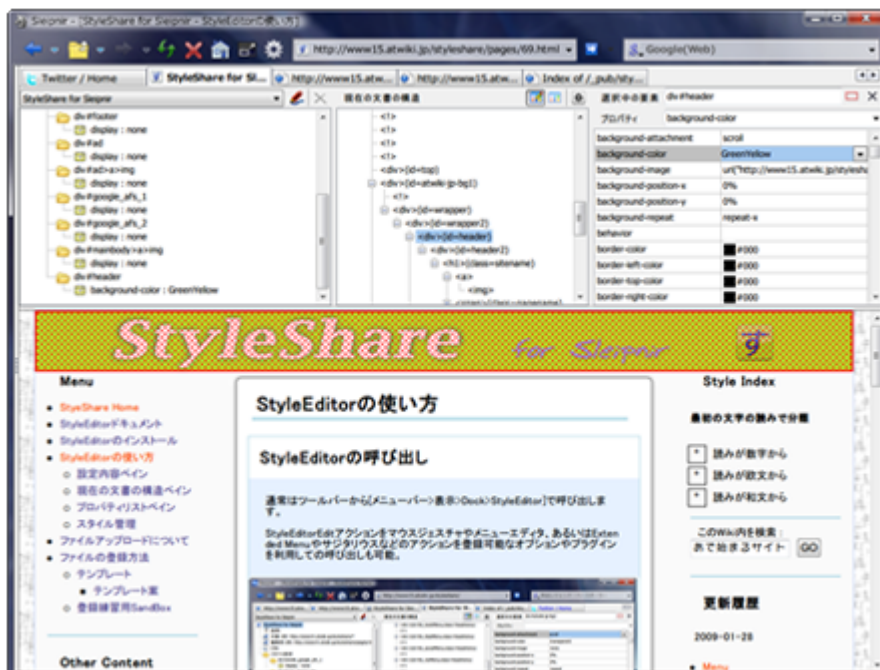 Sleipnir - [StyleShare for Sleipnir - StyleEditorの使い方]
http://www15.atwiki.jp/styleshare/pages/69.html
Google(Web)
Twitter / Home
StyleShare for Sl...
http://www15.atw...
http://www15.atw...
Index of /_pub/sty...
StyleShare for Sleipnir
div#footer
display : none
div#ad
display : none
div#ad>a>img
display : none
div#google_afs_1
display : none
div#google_afs_2
display : none
div#mainbody>a>img
display : none
div#header
background-color : GreenYellow
現在の文書の構造
<!>
<!>
<!>
<!>
<div>(id=top)
<div>(id=atwiki-jp-bg1)
<!>
<div>(id=wrapper)
<div>(id=wrapper2)
<div>(id=header)
<div>(id=header2)
<h1>(class=sitename)
<a>
<img>
<span>(class=pagename)
選択中の要素 div#header
プロパティ background-color
background-attachment scroll
background-color GreenYellow
background-image url("http://www15.atwiki.jp/stylesha
background-position-x 0%
background-position-y 0%
background-repeat repeat-x
behavior
border-color #000
border-left-color #000
border-top-color #000
border-right-color #000
StyleShare for Sleipnir
Menu
StyeShare Home
StyleEditorドキュメント
StyleEditorのインストール
StyleEditorの使い方
設定内容ペイン
現在の文書の構造ペイン
プロパティリストペイン
スタイル管理
ファイルアップロードについて
ファイルの登録方法
テンプレート
テンプレート案
登録練習用SandBox
Other Content
StyleEditorの使い方
StyleEditorの呼び出し
通常はツールバーから[メニューバー>表示>Dock>StyleEditor]で呼び出しま
す。
StyleEditorEditアクションをマウスジェスチャやメニューエディタ、あるいはExten
ded Menuやサジタリウスなどのアクションを登録可能なオプションやプラグイン
を利用しての呼び出しも可能。
Style Index
最初の文字の読みで分類
+ 読みが数字から
+ 読みが欧文から
+ 読みが和文から
このWiki内を検索 :
あで始まるサイト GO
更新履歴
2009-01-28
Menu